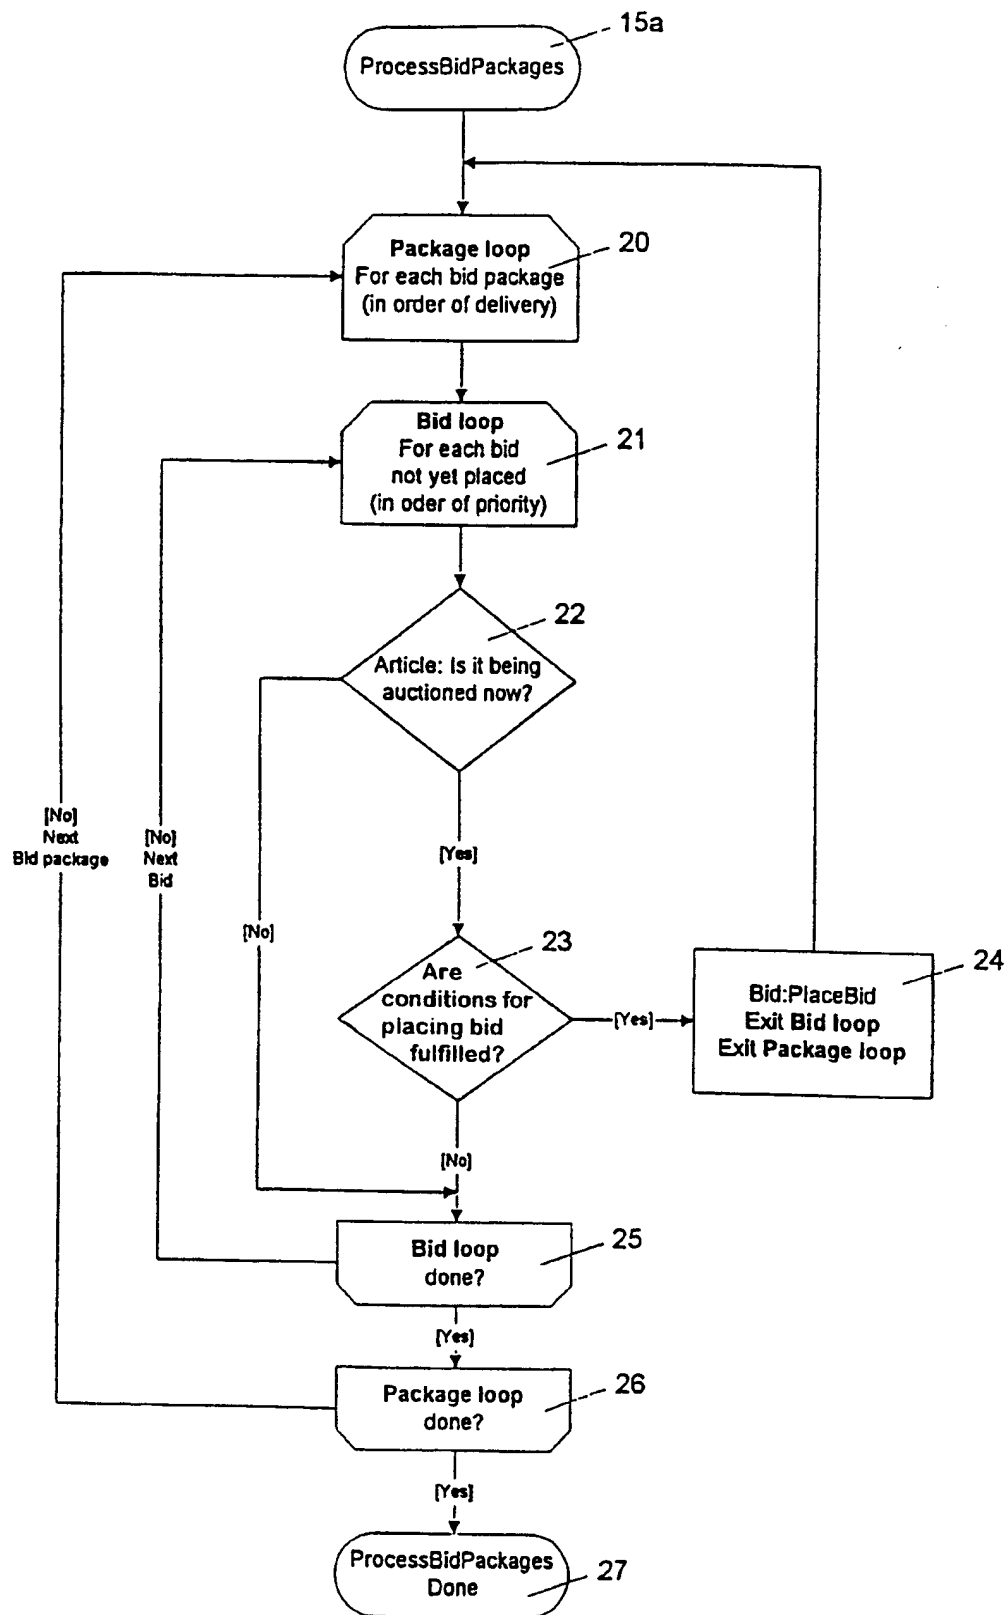 15a
ProcessBidPackages
20
Package loop
For each bid package
(in order of delivery)
21
Bid loop
For each bid
not yet placed
(in oder of priority)
22
Article: Is it being
auctioned now?
[No]
Next
Bid package
[No]
Next
Bid
[No]
[Yes]
23
Are
conditions for
placing bid
fulfilled?
[Yes]
24
Bid:PlaceBid
Exit Bid loop
Exit Package loop
[No]
25
Bid loop
done?
[Yes]
26
Package loop
done?
[Yes]
ProcessBidPackages
Done
27